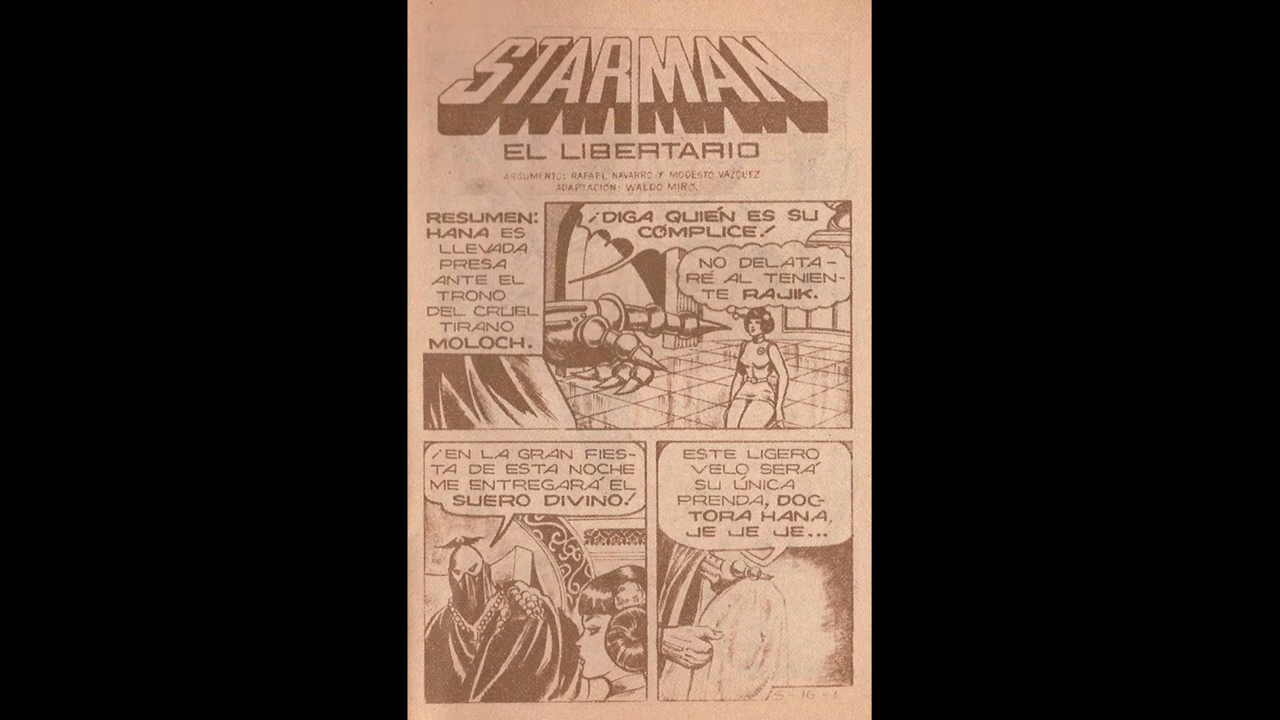 STARMAN
EL LIBERTARIO
ARGUMENTO: RAFAEL NAVARRO Y MODESTO VAZQUEZ
ADAPTACIÓN: WALDO MIRO.
RESUMEN:
HANA ES
LLEVADA
PRESA
ANTE EL
TRONO
DEL CRUEL
TIRANO
MOLOCH.
¡DIGA QUIÉN ES SU
CÓMPLICE!
NO DELATA-
RÉ AL TENIEN-
TE RAJIK.
¡EN LA GRAN FIES-
TA DE ESTA NOCHE
ME ENTREGARÁ EL
SUERO DIVINO!
ESTE LIGERO
VELO SERÁ
SU ÚNICA
PRENDA, DOC-
TORA HANA,
JE JE JE...
S-16-1